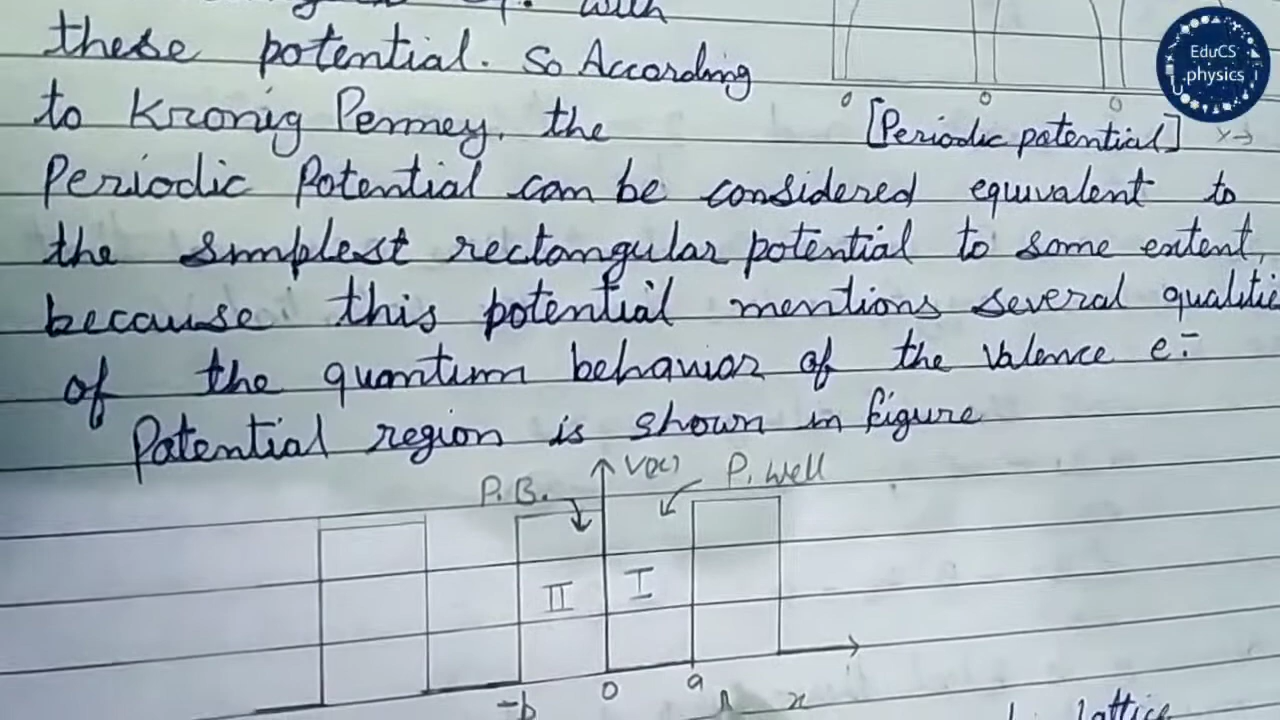 with
these potential. So According
to Kronig Penney, the
Periodic Potential can be considered equivalent to
the simplest rectangular potential to some extent,
because this potential mentions several qualitie
of the quantum behavior of the valence e⁻
Potential region is shown in figure
EduCS
physics
o o o
[Periodic potential] x→
P.B. V(x) P. well
II I
-b 0 a x
lattice